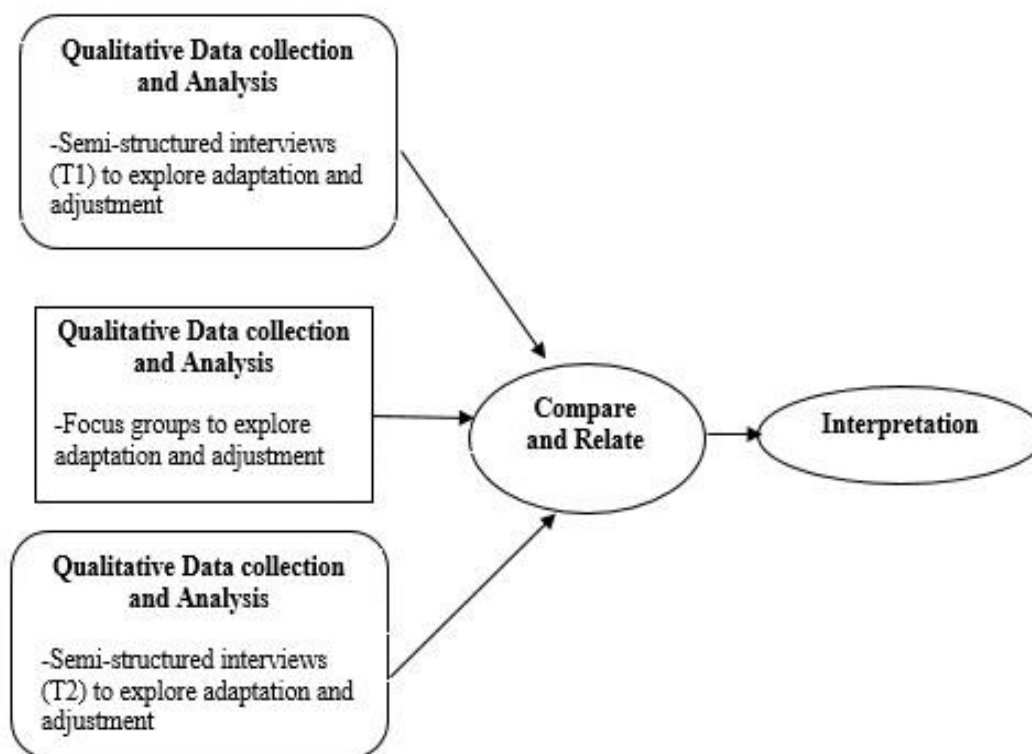 Qualitative Data collection
and Analysis
-Semi-structured interviews
(T1) to explore adaptation and
adjustment
Qualitative Data collection
and Analysis
-Focus groups to explore
adaptation and adjustment
Qualitative Data collection
and Analysis
-Semi-structured interviews
(T2) to explore adaptation and
adjustment
Compare
and Relate
Interpretation